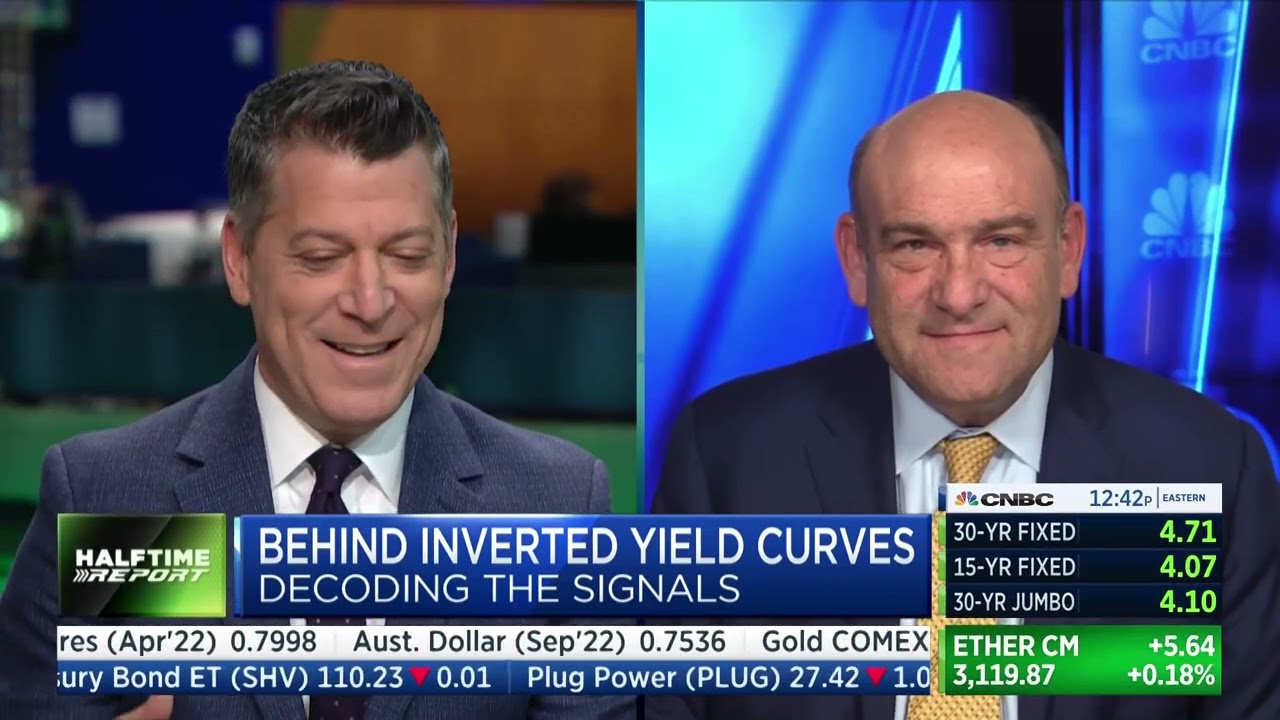 CNBC
CNBC
HALFTIME
REPORT
BEHIND INVERTED YIELD CURVES
DECODING THE SIGNALS
CNBC 12:42P EASTERN
30-YR FIXED 4.71
15-YR FIXED 4.07
30-YR JUMBO 4.10
ETHER CM +5.64
3,119.87 +0.18%
res (Apr'22) 0.7998 Aust. Dollar (Sep'22) 0.7536 Gold COMEX
sury Bond ET (SHV) 110.23 ▼ 0.01 Plug Power (PLUG) 27.42 ▼ 1.0